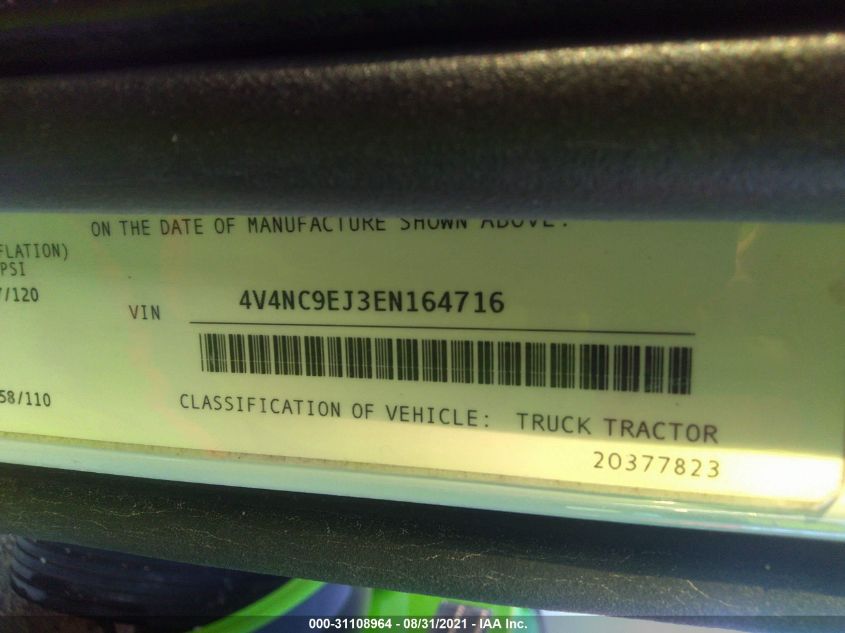 ON THE DATE OF MANUFACTURE SHOWN ABOVE.
FLATION)
PSI
/120
VIN 4V4NC9EJ3EN164716
58/110
CLASSIFICATION OF VEHICLE: TRUCK TRACTOR
20377823
000-31108964 - 08/31/2021 - IAA Inc.